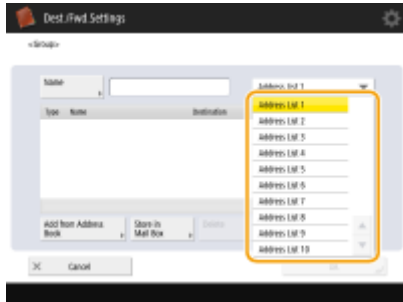 Dest./Fwd. Settings
<Group>
Name
Address List 1
Type Name Destination
Address List 1
Address List 2
Address List 3
Address List 4
Address List 5
Address List 6
Address List 7
Address List 8
Address List 9
Address List 10
Add from Address Book
Store in Mail Box
Delete
Cancel
OK